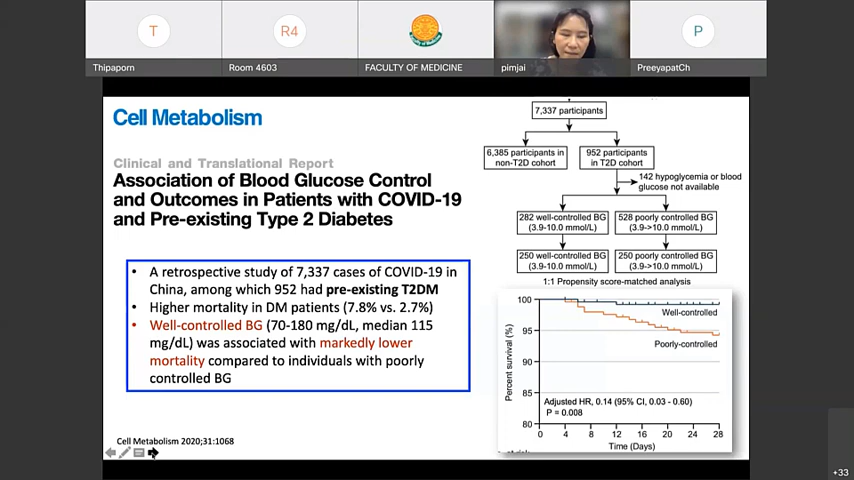 T
R4
P
Thipaporn
Room 4603
FACULTY OF MEDICINE
pimjai
PreeyapatCh
Cell Metabolism
Clinical and Translational Report
Association of Blood Glucose Control
and Outcomes in Patients with COVID-19
and Pre-existing Type 2 Diabetes
• A retrospective study of 7,337 cases of COVID-19 in
China, among which 952 had pre-existing T2DM
• Higher mortality in DM patients (7.8% vs. 2.7%)
• Well-controlled BG (70-180 mg/dL, median 115
mg/dL) was associated with markedly lower
mortality compared to individuals with poorly
controlled BG
Cell Metabolism 2020;31:1068
7,337 participants
6,385 participants in
non-T2D cohort
952 participants
in T2D cohort
142 hypoglycemia or blood
glucose not available
282 well-controlled BG
(3.9-10.0 mmol/L)
528 poorly controlled BG
(3.9->10.0 mmol/L)
250 well-controlled BG
(3.9-10.0 mmol/L)
250 poorly controlled BG
(3.9->10.0 mmol/L)
1:1 Propensity score-matched analysis
Percent survival (%)
100
95
90
85
80
Well-controlled
Poorly-controlled
Adjusted HR, 0.14 (95% CI, 0.03 - 0.60)
P = 0.008
0 4 8 12 16 20 24 28
Time (Days)
+33